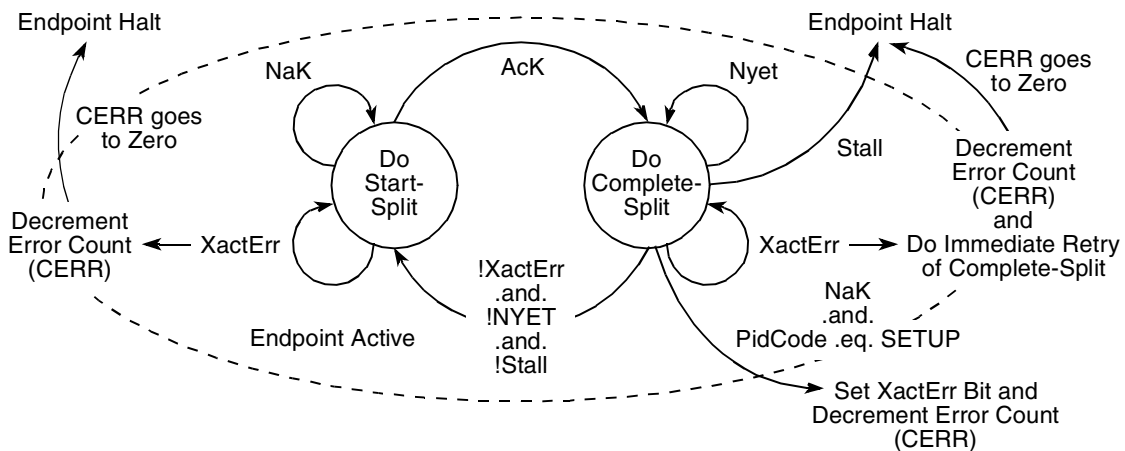 Endpoint Halt
Endpoint Halt
NaK
AcK
Nyet
CERR goes
to Zero
CERR goes
to Zero
Do
Start-
Split
Do
Complete-
Split
Stall
Decrement
Error Count
(CERR)
and
Do Immediate Retry
of Complete-Split
Decrement
Error Count
(CERR)
XactErr
XactErr
!XactErr
.and.
!NYET
.and.
!Stall
NaK
.and.
PidCode .eq. SETUP
Endpoint Active
Set XactErr Bit and
Decrement Error Count
(CERR)